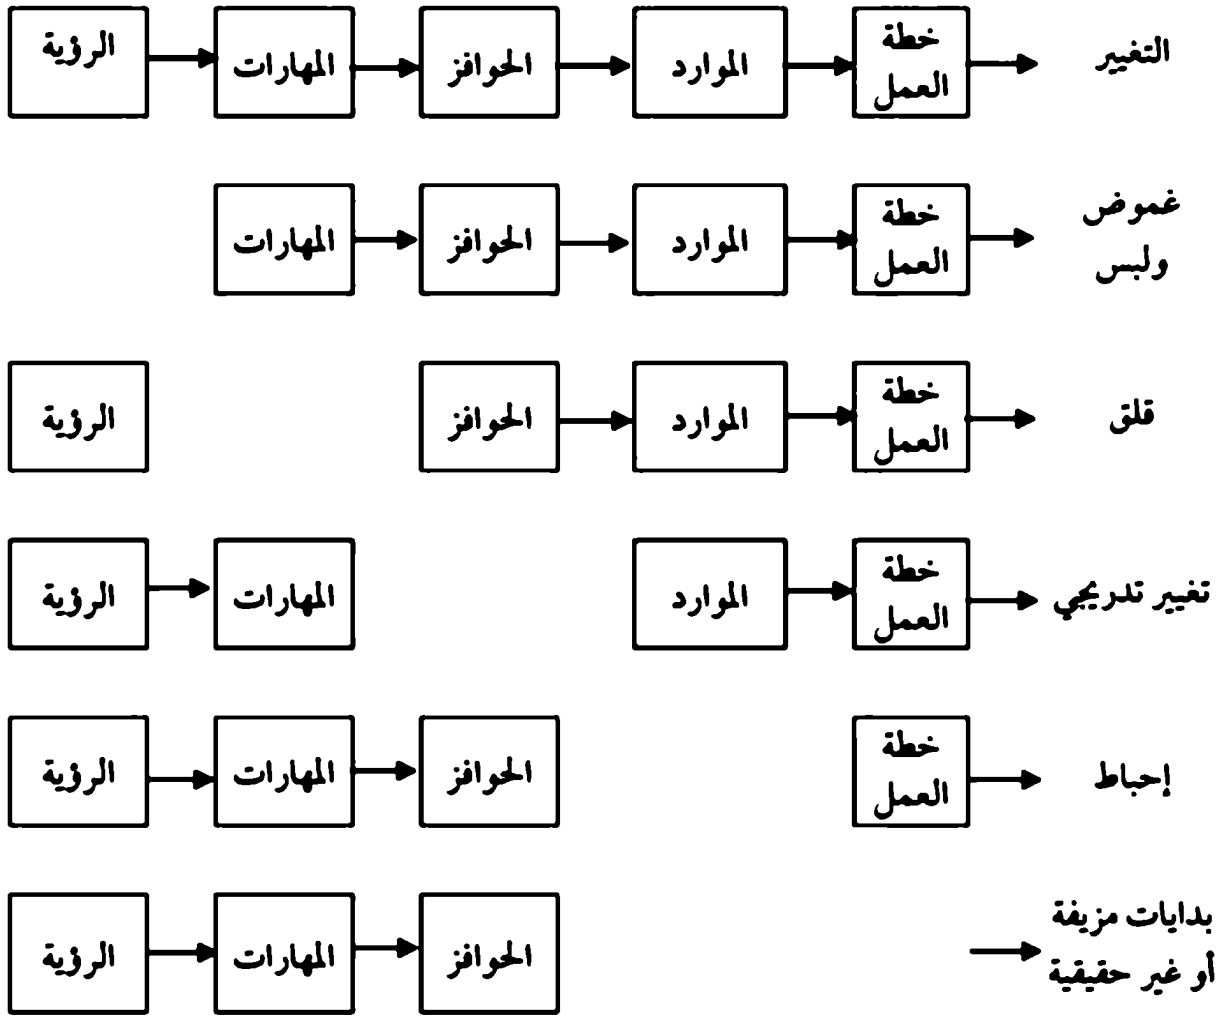 الرؤية
المهارات
الحوافز
الموارد
خطة
العمل
التغيير
المهارات
الحوافز
الموارد
خطة
العمل
غموض
ولبس
الرؤية
الحوافز
الموارد
خطة
العمل
قلق
الرؤية
المهارات
الموارد
خطة
العمل
تغيير تدريجي
الرؤية
المهارات
الحوافز
خطة
العمل
إحباط
الرؤية
المهارات
الحوافز
بدايات مزيفة
أو غير حقيقية